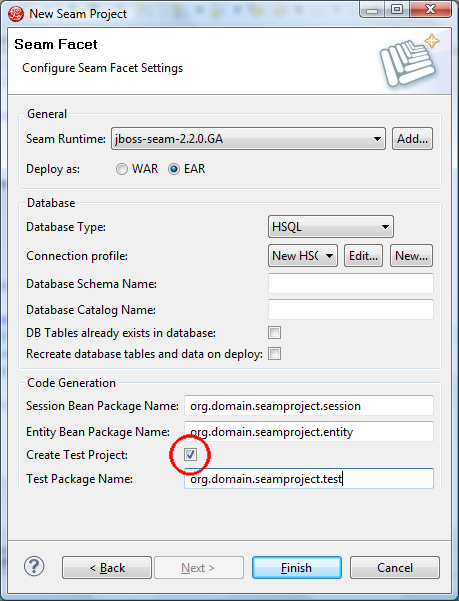 New Seam Project
Seam Facet
Configure Seam Facet Settings
General
Seam Runtime: jboss-seam-2.2.0.GA Add...
Deploy as: WAR EAR
Database
Database Type: HSQL
Connection profile: New HSQ Edit... New...
Database Schema Name:
Database Catalog Name:
DB Tables already exists in database:
Recreate database tables and data on deploy:
Code Generation
Session Bean Package Name: org.domain.seamproject.session
Entity Bean Package Name: org.domain.seamproject.entity
Create Test Project:
Test Package Name: org.domain.seamproject.test
? < Back Next > Finish Cancel